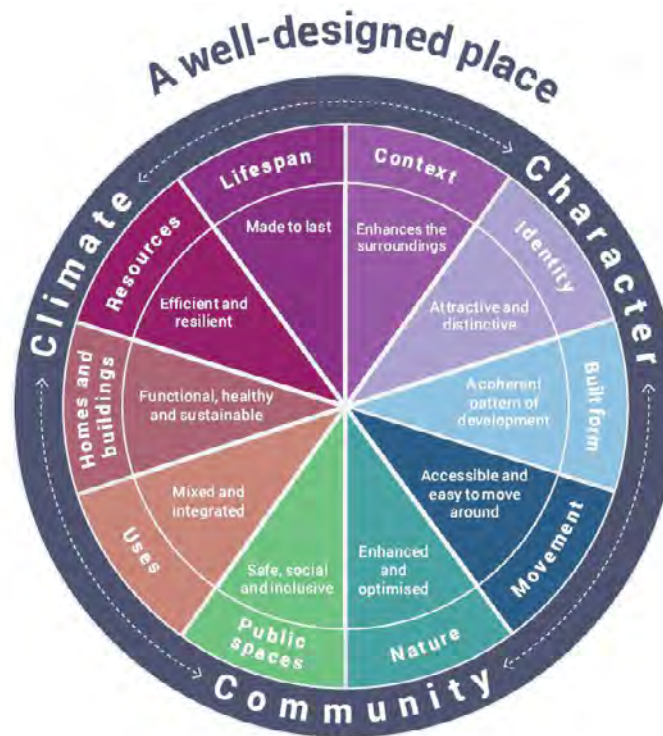 A well-designed place
Climate
Character
Community
Context
Enhances the
surroundings
Identity
Attractive and
distinctive
Built form
A coherent
pattern of
development
Movement
Accessible and
easy to move
around
Nature
Enhanced
and
optimised
Public
spaces
Safe, social
and inclusive
Uses
Mixed and
integrated
Homes and
buildings
Functional, healthy
and sustainable
Resources
Efficient and
resilient
Lifespan
Made to last